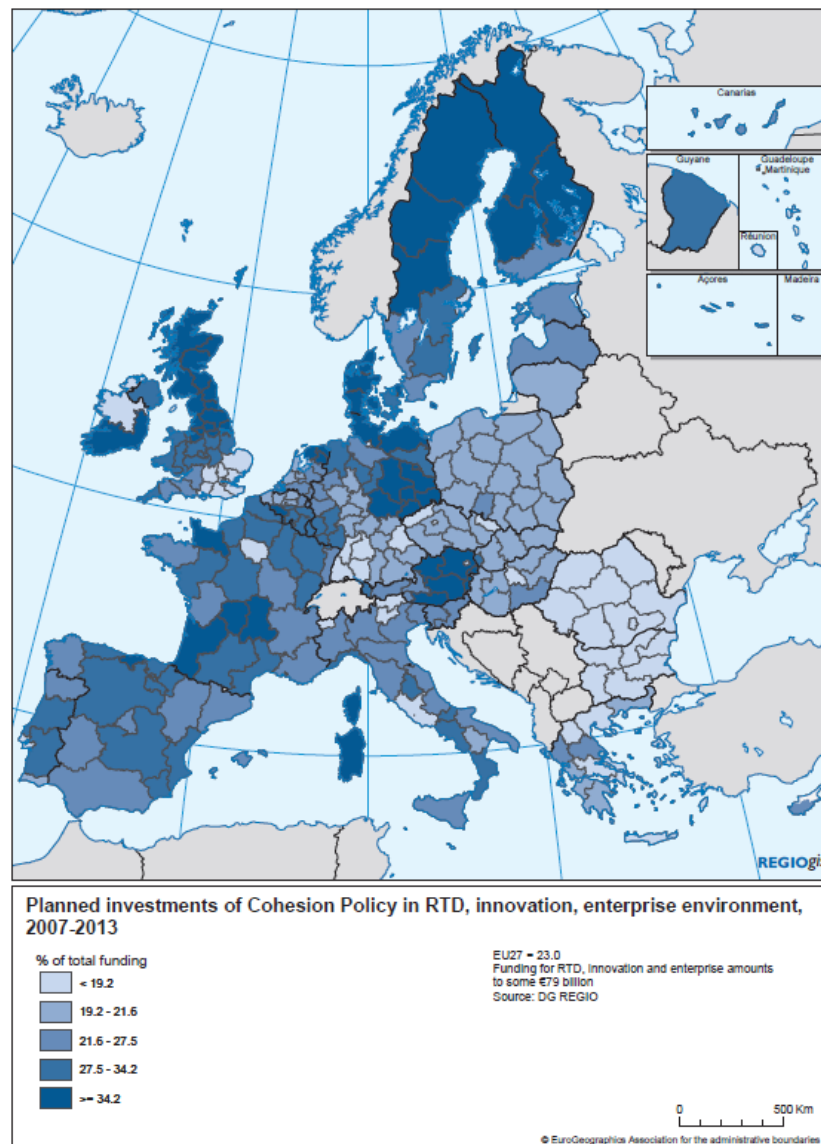 Canarias
Guyane
Guadeloupe
Martinique
Réunion
Açores
Madeira
REGIOgis
Planned investments of Cohesion Policy in RTD, innovation, enterprise environment,
2007-2013
% of total funding
< 19.2
19.2 - 21.6
21.6 - 27.5
27.5 - 34.2
>= 34.2
EU27 = 23.0
Funding for RTD, innovation and enterprise amounts
to some €79 billion
Source: DG REGIO
0 500 Km
© EuroGeographics Association for the administrative boundaries